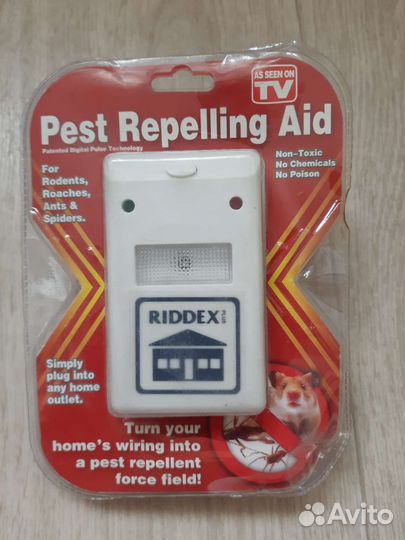 AS SEEN ON
TV
Pest Repelling Aid
Patented Digital Pulse Technology
For
Rodents,
Roaches,
Ants &
Spiders.
Non-Toxic
No Chemicals
No Poison
RIDDEX PLUS
Simply
plug into
any home
outlet.
Turn your
home's wiring into
a pest repellent
force field!
Avito